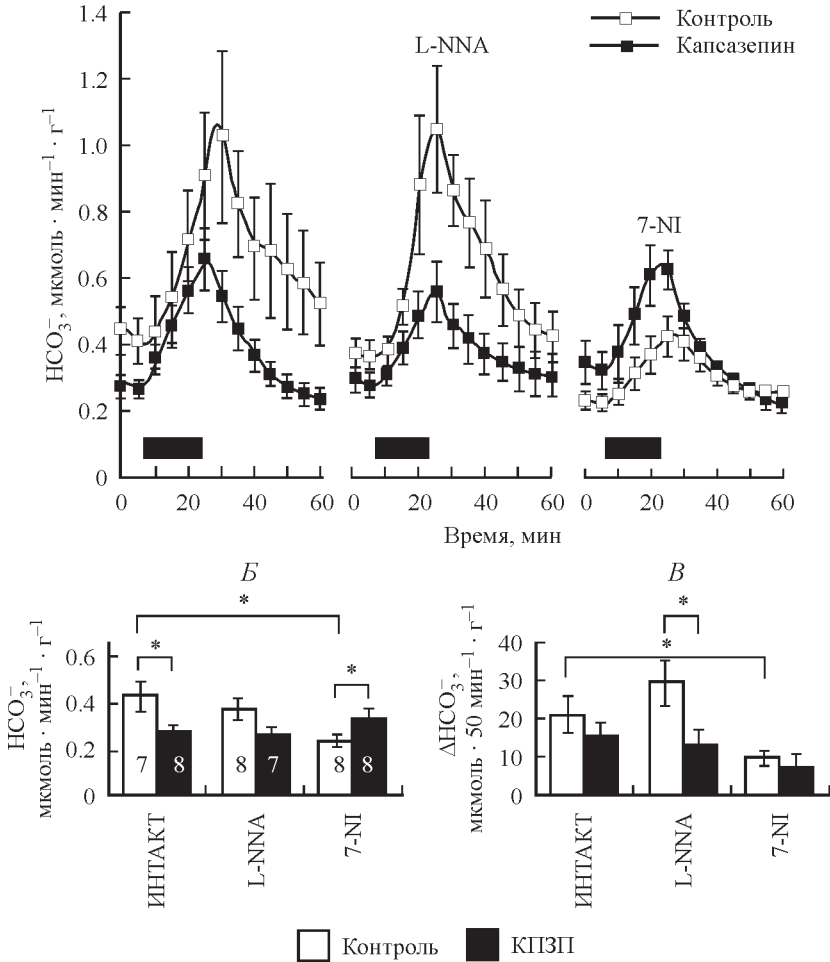 1.4
1.2
1.0
0.8
0.6
0.4
0.2
0
HCO₃⁻, мкмоль · мин⁻¹ · г⁻¹
Контроль
Капсазепин
L-NNA
7-NI
0 20 40 60
0 20 40 60
0 20 40 60
Время, мин
Б
HCO₃⁻,
мкмоль · мин⁻¹ · г⁻¹
0.6
0.4
0.2
0
*
*
*
7 8 8 7 8 8
ИНТАКТ
L-NNA
7-NI
В
ΔHCO₃⁻
мкмоль · 50 мин⁻¹ · г⁻¹
40
30
20
10
0
*
*
ИНТАКТ
L-NNA
7-NI
Контроль КПЗП